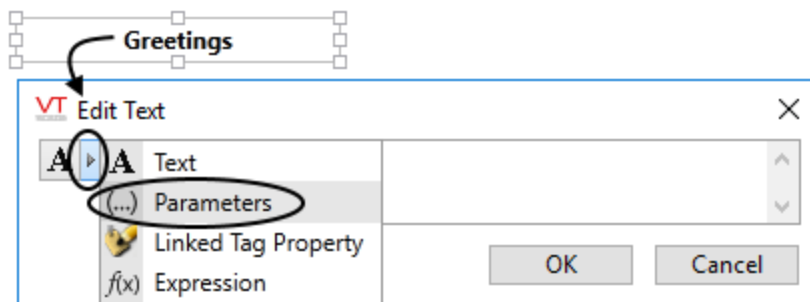 Greetings
VT Edit Text
A A Text
(...) Parameters
Linked Tag Property
f(x) Expression
OK Cancel